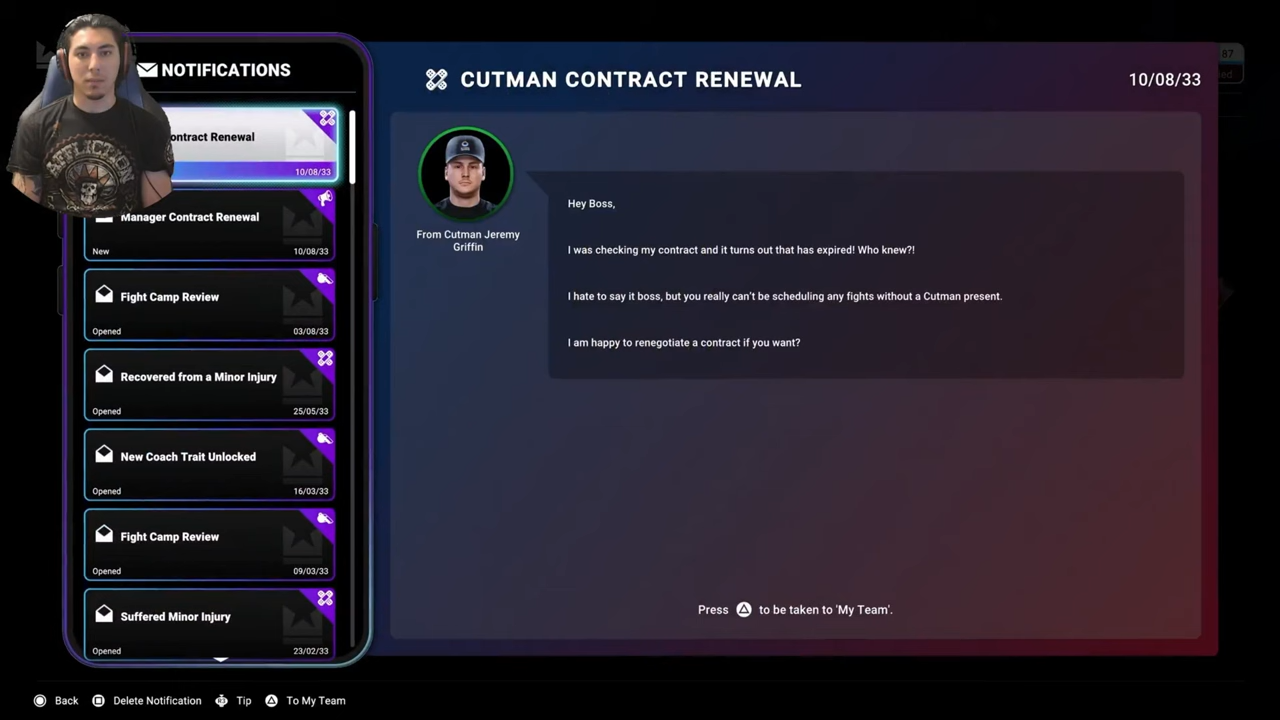 NOTIFICATIONS
ontract Renewal
10/08/33
Manager Contract Renewal
New
10/08/33
Fight Camp Review
Opened
03/08/33
Recovered from a Minor Injury
Opened
25/05/33
New Coach Trait Unlocked
Opened
16/03/33
Fight Camp Review
Opened
09/03/33
Suffered Minor Injury
Opened
23/02/33
CUTMAN CONTRACT RENEWAL
10/08/33
From Cutman Jeremy
Griffin
Hey Boss,
I was checking my contract and it turns out that has expired! Who knew?!
I hate to say it boss, but you really can't be scheduling any fights without a Cutman present.
I am happy to renegotiate a contract if you want?
Press to be taken to 'My Team'.
87
AFFLICTION
Back
Delete Notification
R3 Tip
To My Team